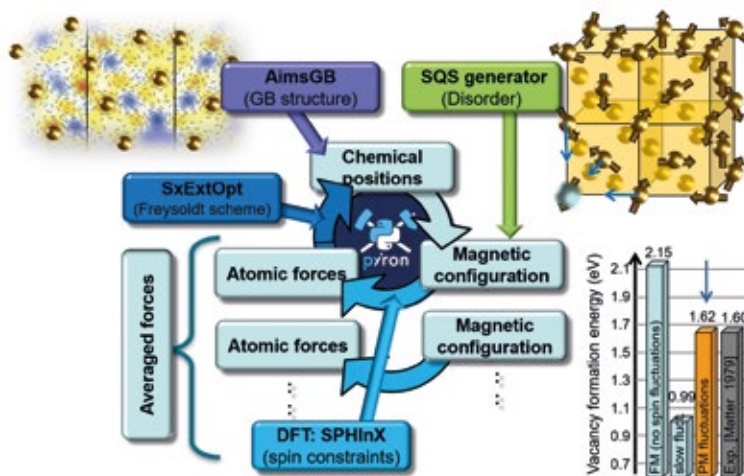 AimsGB
(GB structure)
SQS generator
(Disorder)
Chemical
positions
SxExtOpt
(Freysoldt scheme)
pyiron
Atomic forces
Magnetic
configuration
Averaged forces
Atomic forces
Magnetic
configuration
DFT: SPHInX
(spin constraints)
Vacancy formation energy (eV)
2.1
1.9
1.7
1.5
1.3
1.1
0.9
0.7
2.15
0.99
1.62
1.60
FM (no spin fluctuations)
PM fluctuations
Exp. [Matter 1979]